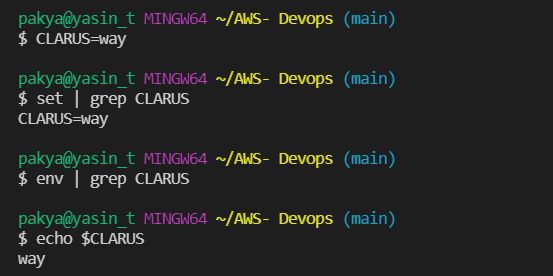 pakya@yasin_t MINGW64 ~/AWS- Devops (main)
$ CLARUS=way
pakya@yasin_t MINGW64 ~/AWS- Devops (main)
$ set | grep CLARUS
CLARUS=way
pakya@yasin_t MINGW64 ~/AWS- Devops (main)
$ env | grep CLARUS
pakya@yasin_t MINGW64 ~/AWS- Devops (main)
$ echo $CLARUS
way